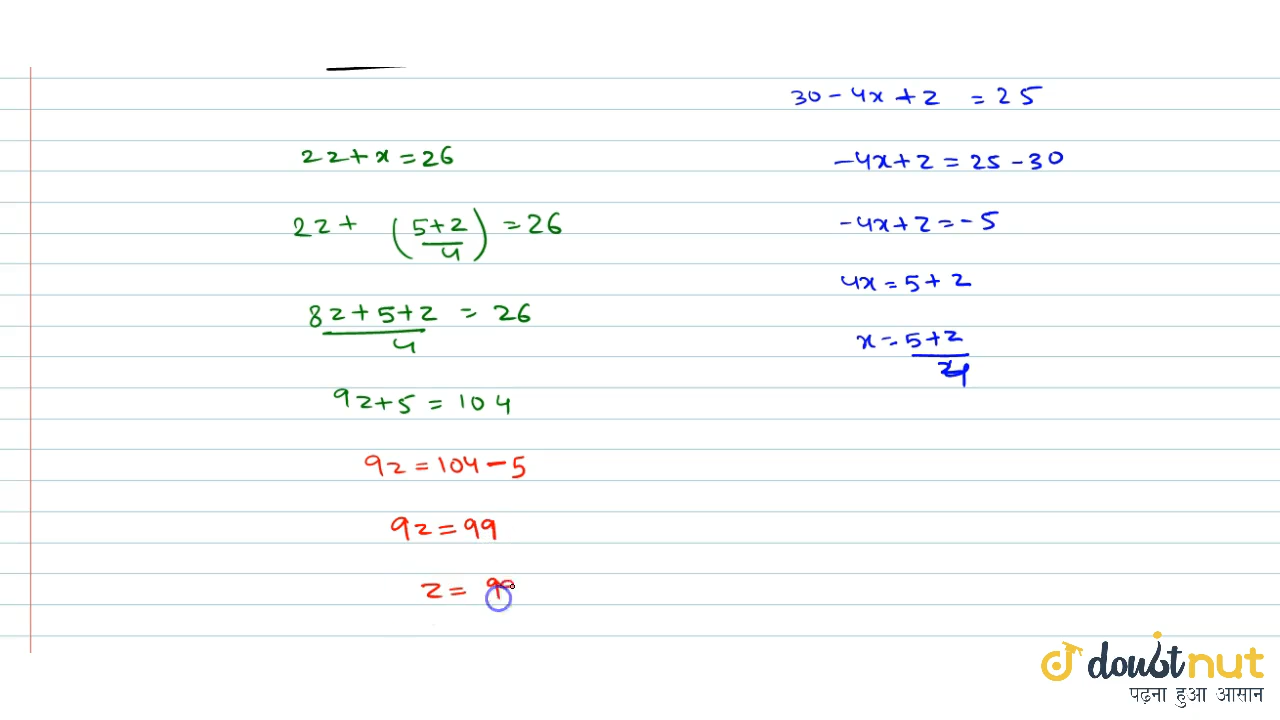 2z + x = 26
2z + (5+z/4) = 26
8z + 5 + z/4 = 26
9z + 5 = 104
9z = 104 - 5
9z = 99
z = 99
30 - 4x + z = 25
-4x + z = 25 - 30
-4x + z = -5
4x = 5 + z
x = 5+z/4
doubtnut
पढ़ना हुआ आसान